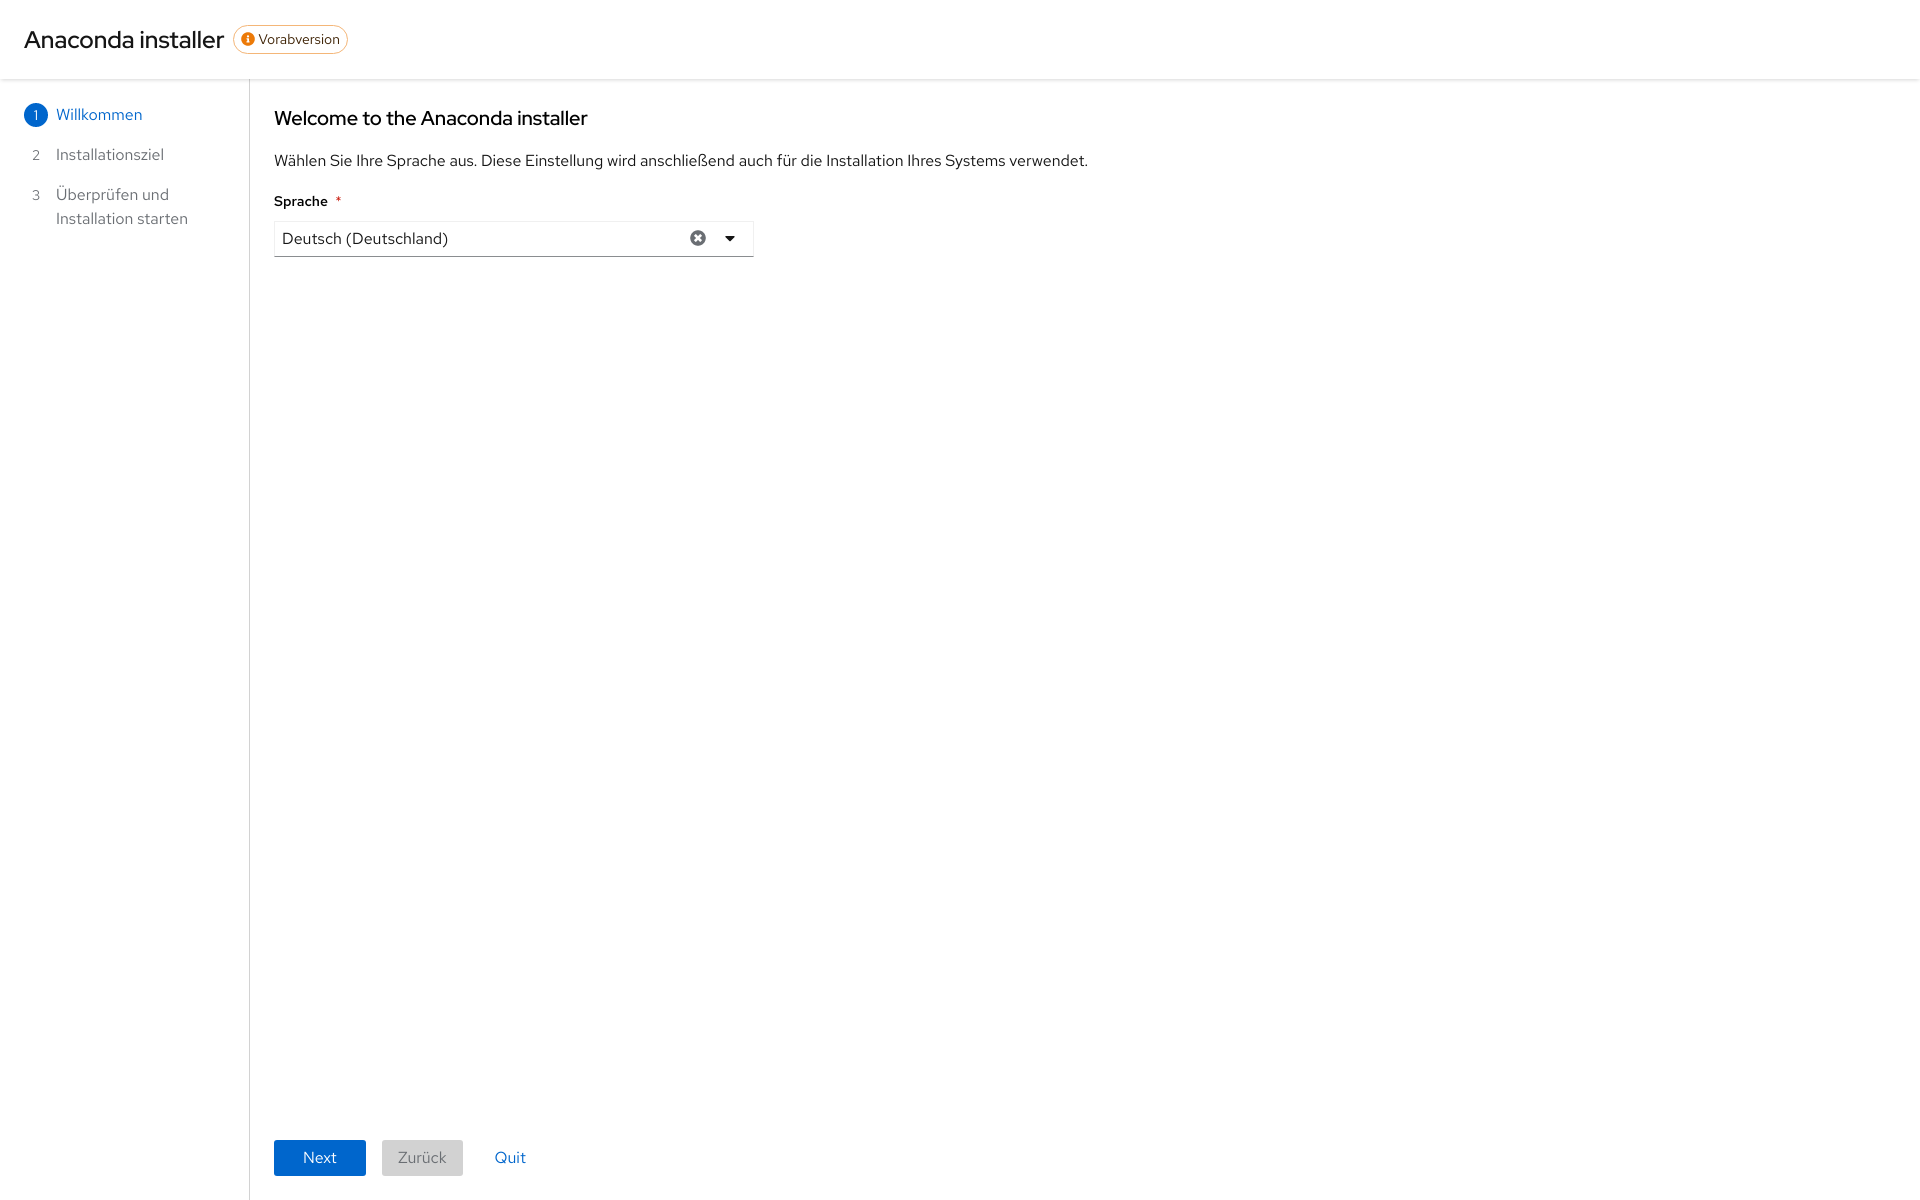 Anaconda installer
Vorabversion
1 Willkommen
2 Installationsziel
3 Überprüfen und
Installation starten
Welcome to the Anaconda installer
Wählen Sie Ihre Sprache aus. Diese Einstellung wird anschließend auch für die Installation Ihres Systems verwendet.
Sprache *
Deutsch (Deutschland)
Next Zurück Quit